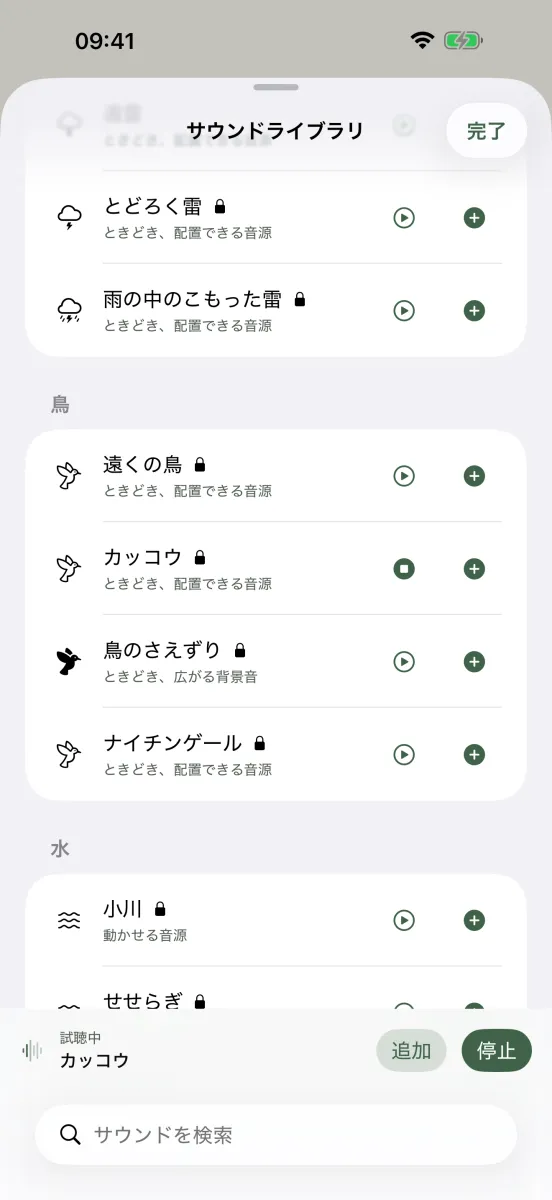 09:41
サウンドライブラリ
完了
とどろく雷
ときどき、配置できる音源
雨の中のこもった雷
ときどき、配置できる音源
鳥
遠くの鳥
ときどき、配置できる音源
カッコウ
ときどき、配置できる音源
鳥のさえずり
ときどき、広がる背景音
ナイチンゲール
ときどき、配置できる音源
水
小川
動かせる音源
せせらぎ
試聴中
カッコウ
追加
停止
サウンドを検索